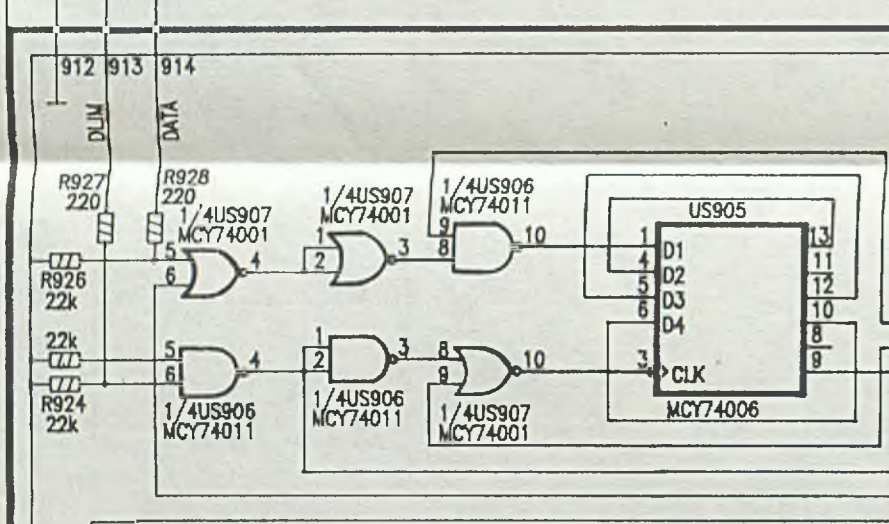 912 913 914
DLIM
DATA
R927
220
R928
220
1/4US907
MCY74001
5
6
4
1/4US907
MCY74001
1
2
3
1/4US906
MCY74011
9
8
10
US905
1
4
5
6
3
D1
D2
D3
D4
CLK
13
11
12
10
8
9
MCY74006
R926
22k
22k
R924
22k
5
6
4
1/4US906
MCY74011
1
2
3
1/4US906
MCY74011
8
9
10
1/4US907
MCY74001